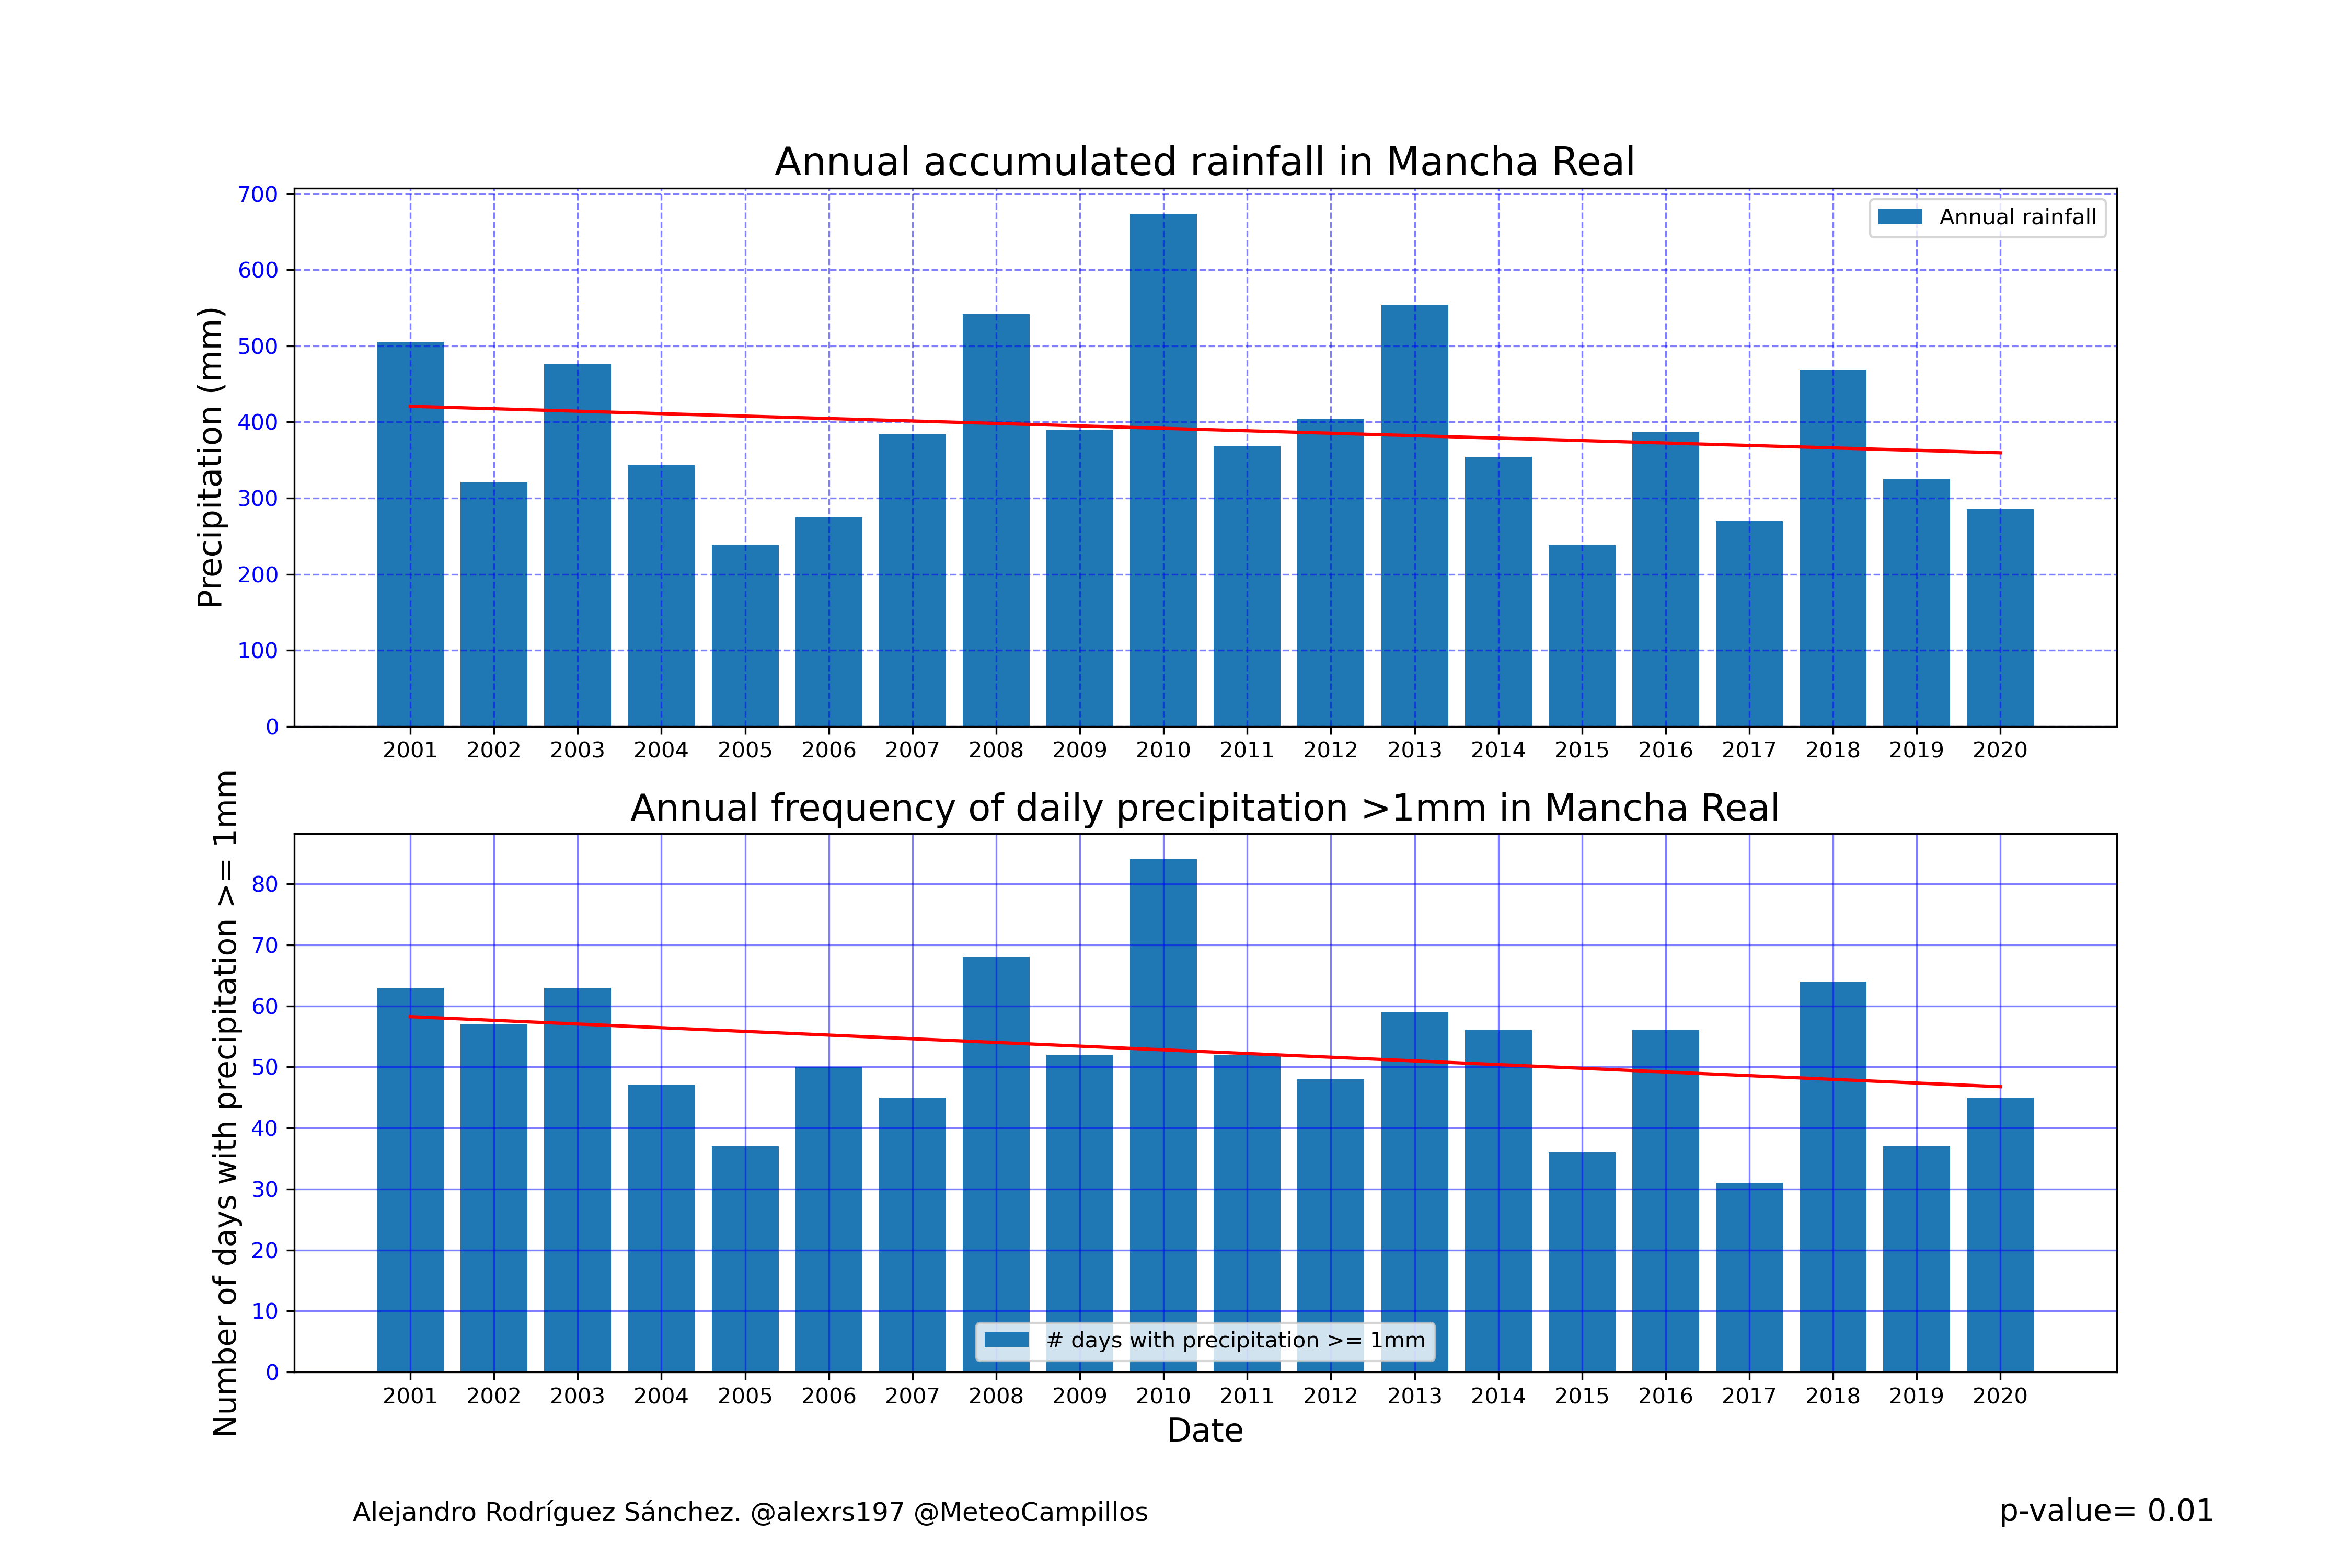 Annual accumulated rainfall in Mancha Real
Precipitation (mm)
700
600
500
400
300
200
100
0
Annual rainfall
2001 2002 2003 2004 2005 2006 2007 2008 2009 2010 2011 2012 2013 2014 2015 2016 2017 2018 2019 2020
Annual frequency of daily precipitation >1mm in Mancha Real
Number of days with precipitation >= 1mm
80
70
60
50
40
30
20
10
0
# days with precipitation >= 1mm
2001 2002 2003 2004 2005 2006 2007 2008 2009 2010 2011 2012 2013 2014 2015 2016 2017 2018 2019 2020
Date
Alejandro Rodríguez Sánchez. @alexrs197 @MeteoCampillos
p-value= 0.01